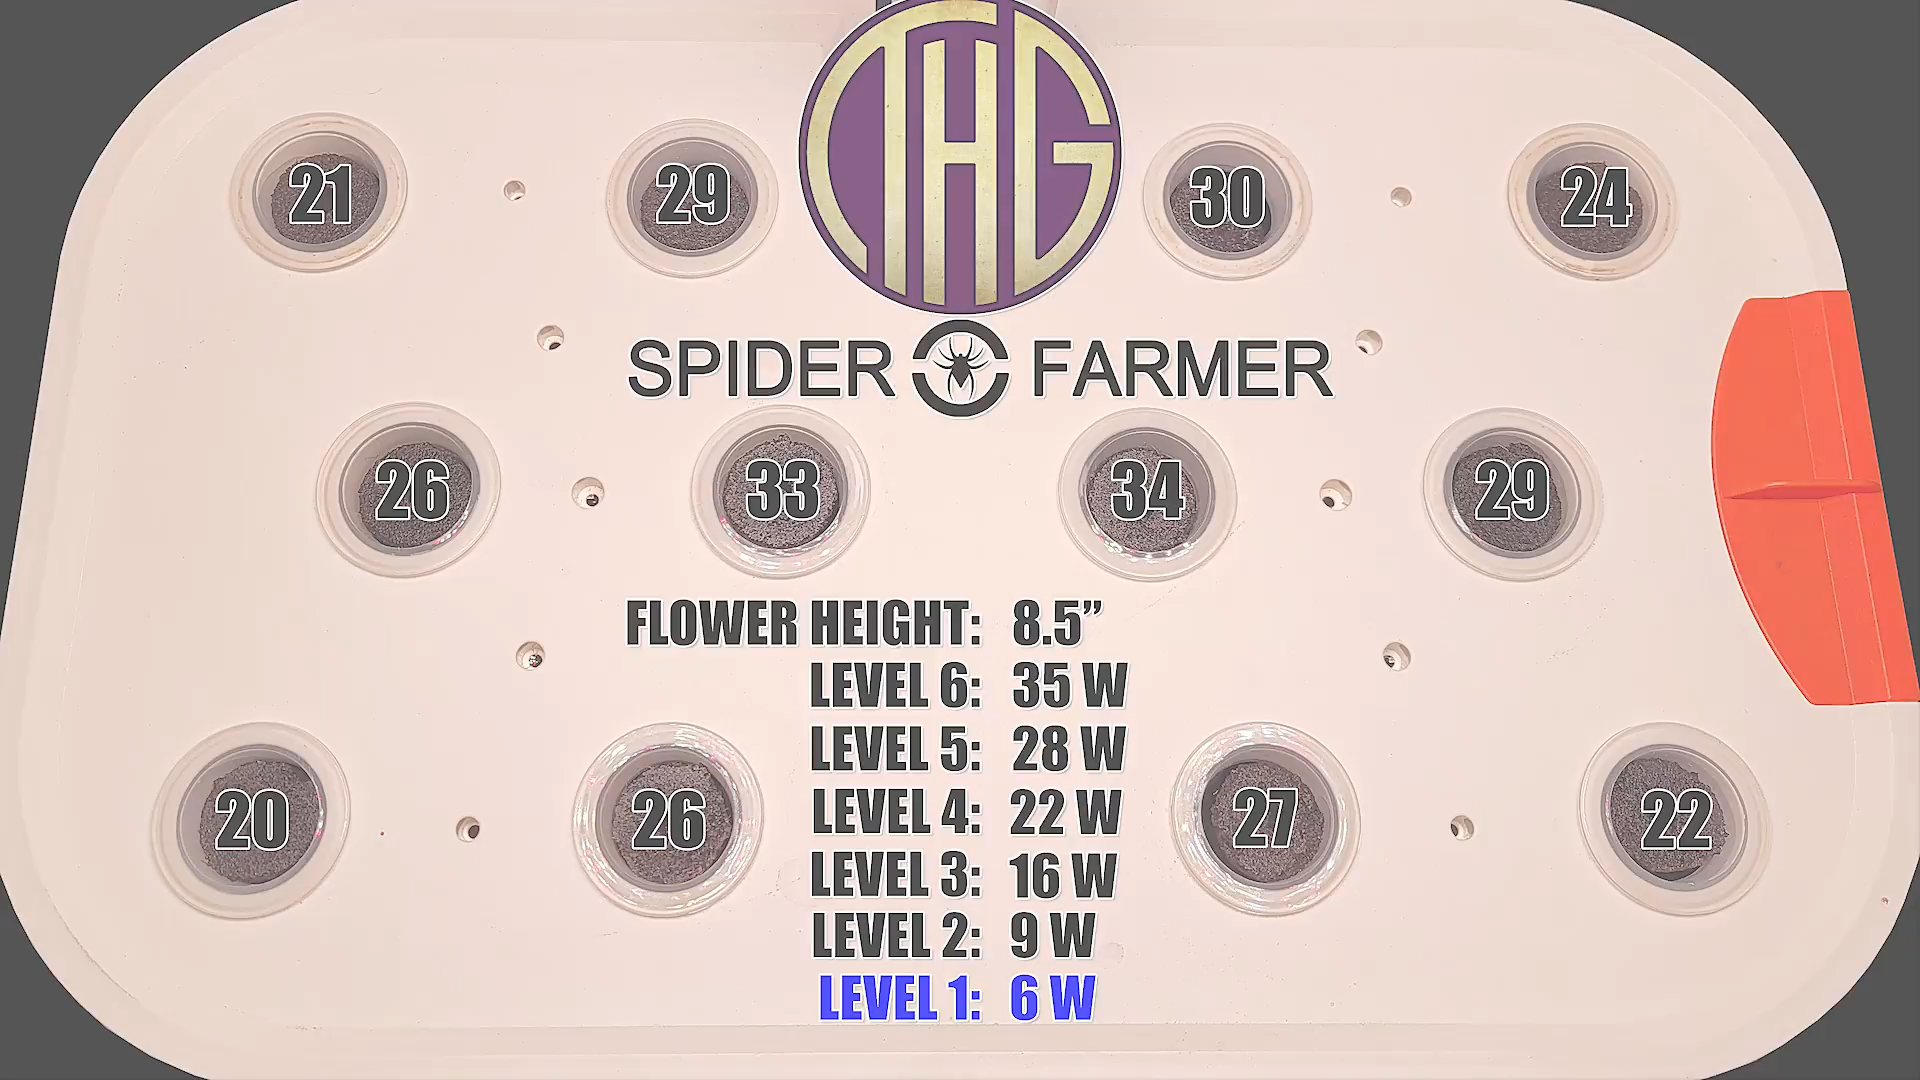 THG
21 29 30 24
SPIDER FARMER
26 33 34 29
FLOWER HEIGHT: 8.5”
LEVEL 6: 35 W
LEVEL 5: 28 W
LEVEL 4: 22 W
20 26 27 22
LEVEL 3: 16 W
LEVEL 2: 9 W
LEVEL 1: 6 W